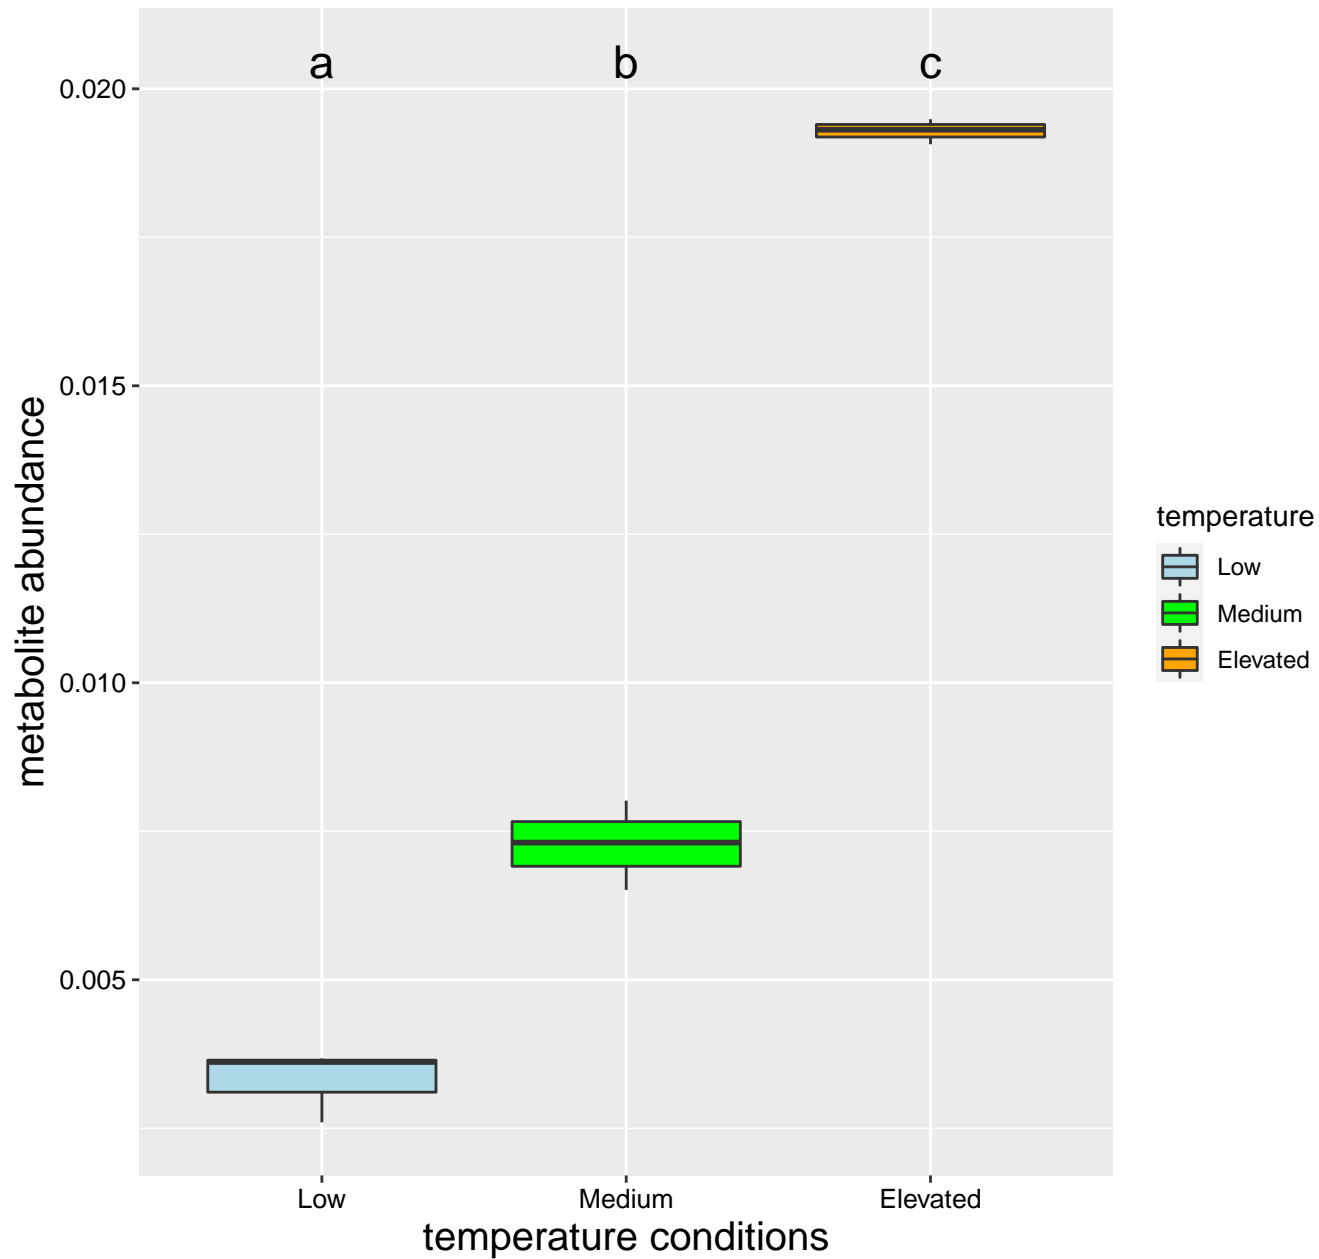 a b c
0.020
0.015
0.010
0.005
metabolite abundance
Low Medium Elevated
temperature conditions
temperature
Low
Medium
Elevated